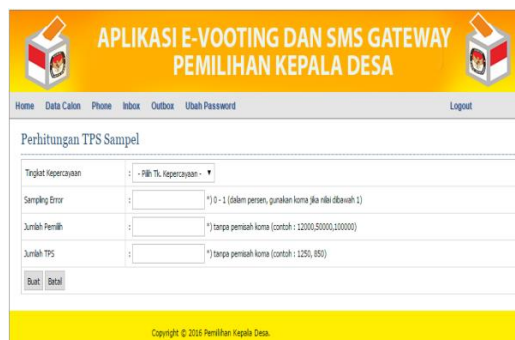 APLIKASI E-VOOTING DAN SMS GATEWAY
PEMILIHAN KEPALA DESA
Home Data Calon Phone Inbox Outbox Ubah Password Logout
Perhitungan TPS Sampel
Tingkat Kepercayaan : - Pilih Tk. Kepercayaan -
Sampling Error : *) 0 - 1 (dalam persen, gunakan koma jika nilai dibawah 1)
Jumlah Pemilih : *) tanpa pemisah koma (contoh : 12000,50000,100000)
Jumlah TPS : *) tanpa pemisah koma (contoh : 1250, 850)
Buat Batal
Copyright © 2016 Pemilihan Kepala Desa.